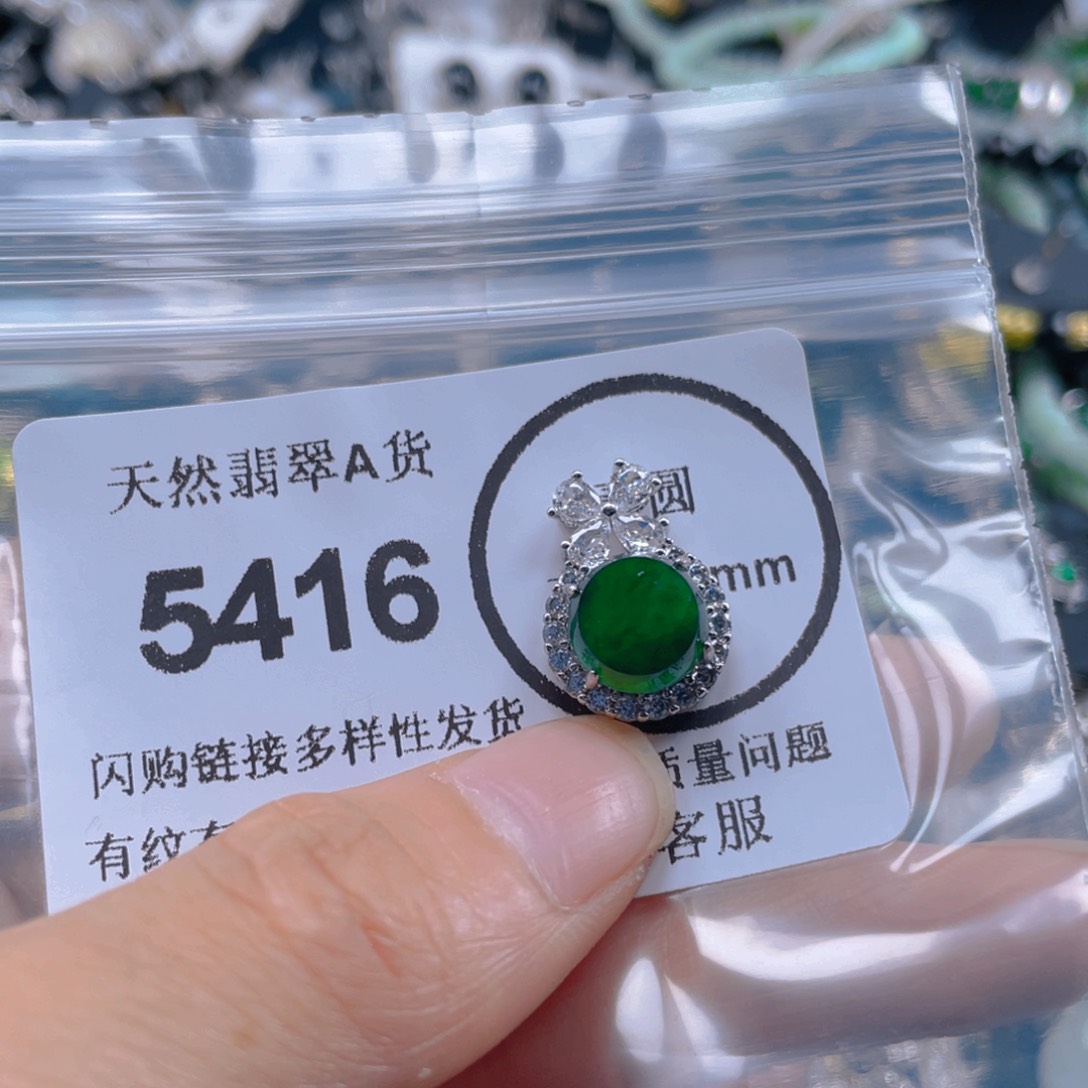 天然翡翠A货
5416
圆
mm
闪购链接多样性发货
质量问题
有纹
客服